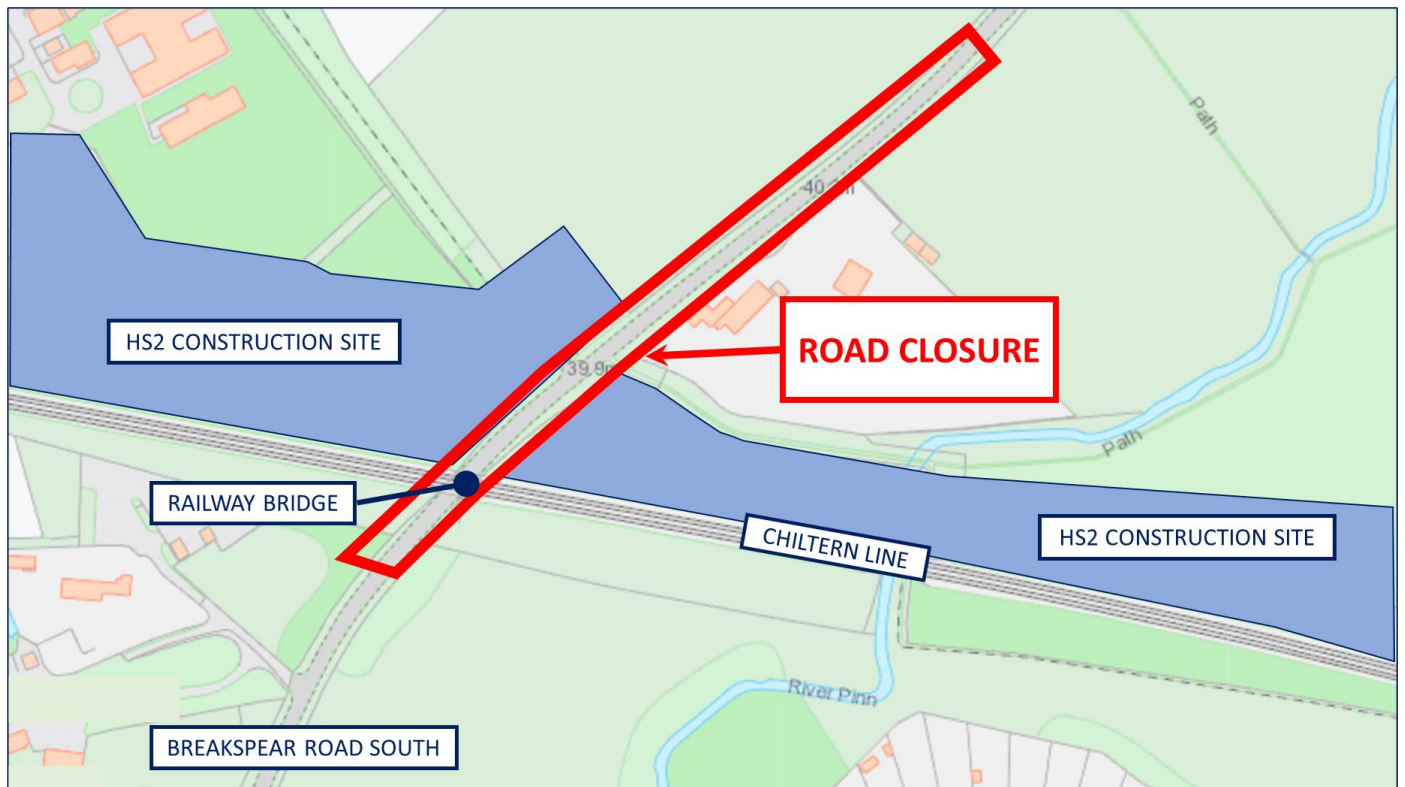 Path
40.
HS2 CONSTRUCTION SITE
ROAD CLOSURE
39.9m
Path
RAILWAY BRIDGE
CHILTERN LINE
HS2 CONSTRUCTION SITE
River Pinn
BREAKSPEAR ROAD SOUTH